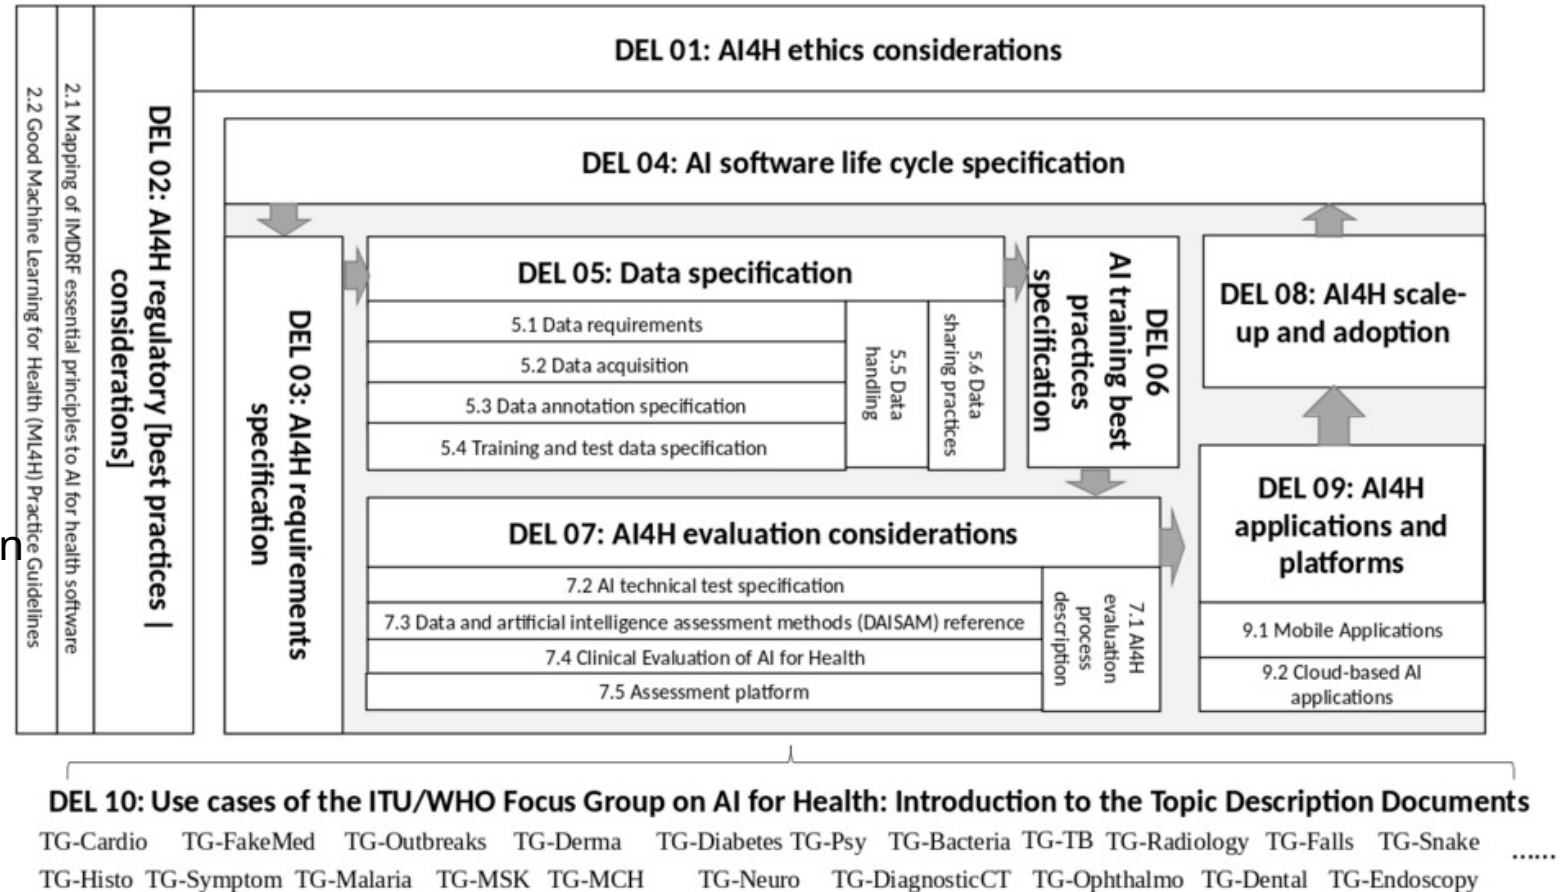 DEL 01: AI4H ethics considerations
2.2 Good Machine Learning for Health (ML4H) Practice Guidelines
2.1 Mapping of IMDRF essential principles to AI for health software
DEL 02: AI4H regulatory [best practices |
considerations]
n
DEL 04: AI software life cycle specification
DEL 03: AI4H requirements
specification
DEL 05: Data specification
5.1 Data requirements
5.2 Data acquisition
5.3 Data annotation specification
5.4 Training and test data specification
5.5 Data
handling
5.6 Data
sharing practices
DEL 06
AI training best
practices
specification
DEL 07: AI4H evaluation considerations
7.2 AI technical test specification
7.3 Data and artificial intelligence assessment methods (DAISAM) reference
7.4 Clinical Evaluation of AI for Health
7.5 Assessment platform
7.1 AI4H
evaluation
process
description
DEL 08: AI4H scale-
up and adoption
DEL 09: AI4H
applications and
platforms
9.1 Mobile Applications
9.2 Cloud-based AI
applications
DEL 10: Use cases of the ITU/WHO Focus Group on AI for Health: Introduction to the Topic Description Documents
TG-Cardio TG-FakeMed TG-Outbreaks TG-Derma TG-Diabetes TG-Psy TG-Bacteria TG-TB TG-Radiology TG-Falls TG-Snake
TG-Histo TG-Symptom TG-Malaria TG-MSK TG-MCH TG-Neuro TG-DiagnosticCT TG-Ophthalmo TG-Dental TG-Endoscopy
......